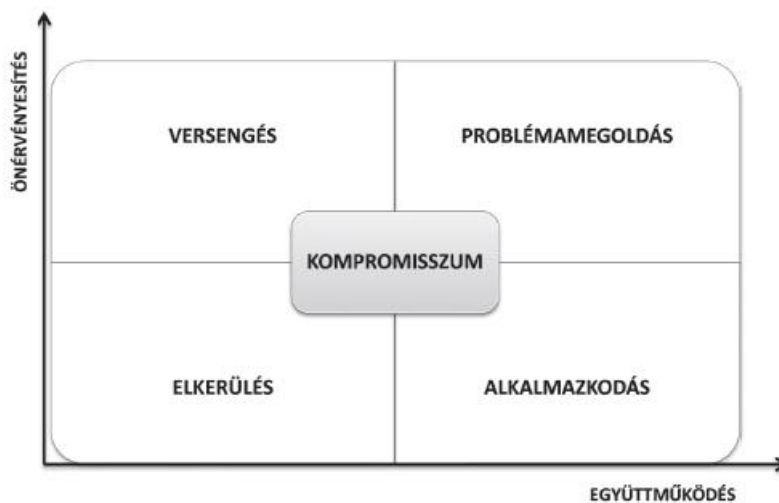 ÖNÉRVÉNYESÍTÉS
VERSENGÉS
PROBLÉMAMEGOLDÁS
KOMPROMISSZUM
ELKERÜLÉS
ALKALMAZKODÁS
EGYÜTTMŰKÖDÉS